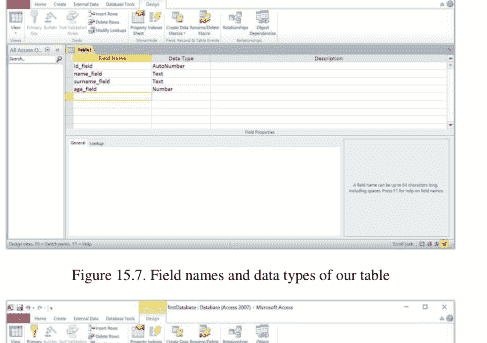 Home Create External Data Database Tools Design
View Primary Key Builder Test Validation Rules Insert Rows Delete Rows Modify Lookups Property Sheet Indexes Create Data Macros Rename/Delete Macro Relationships Object Dependencies
Views Tools Show/Hide Field, Record & Table Events Relationships
All Access O... Table1
Search... Field Name Data Type Description
id_field AutoNumber
name_field Text
surname_field Text
age_field Number
Field Properties
General Lookup
A field name can be up to 64 characters long,
including spaces. Press F1 for help on field names.
Design view. F6 = Switch panes. F1 = Help. Scroll Lock
Figure 15.7. Field names and data types of our table
firstDatabase : Database (Access 2007) - Microsoft Access
Home Create External Data Database Tools Design
Insert Rows